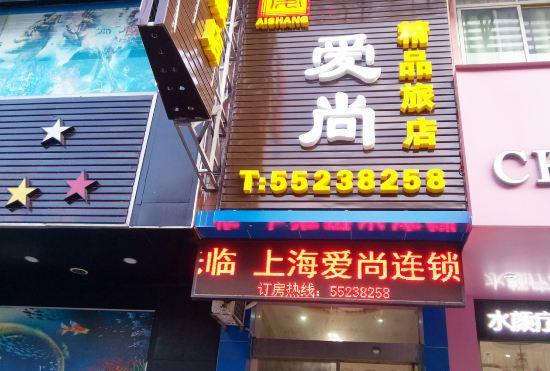 AISHANG
爱尚
精品旅店
T:55238258
临 上海爱尚连锁
订房热线：55238258
CE
水颜疗